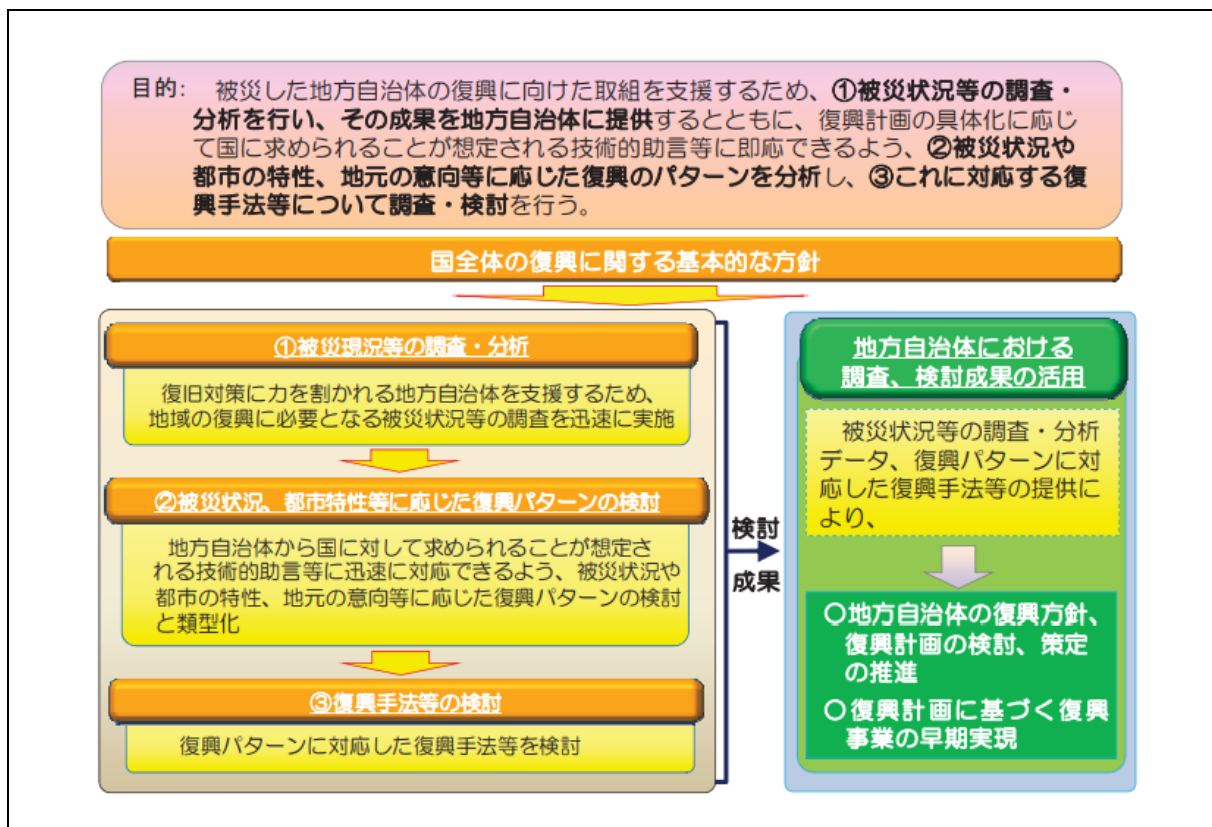 目的: 被災した地方自治体の復興に向けた取組を支援するため、①被災状況等の調査・
分析を行い、その成果を地方自治体に提供するとともに、復興計画の具体化に応じ
て国に求められることが想定される技術的助言等に即応できるよう、②被災状況や
都市の特性、地元の意向等に応じた復興のパターンを分析し、③これに対応する復
興手法等について調査・検討を行う。
国全体の復興に関する基本的な方針
①被災現況等の調査・分析
復旧対策に力を割かれる地方自治体を支援するため、
地域の復興に必要となる被災状況等の調査を迅速に実施
②被災状況、都市特性等に応じた復興パターンの検討
地方自治体から国に対して求められることが想定さ
れる技術的助言等に迅速に対応できるよう、被災状況や
都市の特性、地元の意向等に応じた復興パターンの検討
と類型化
③復興手法等の検討
復興パターンに対応した復興手法等を検討
検討
成果
地方自治体における
調査、検討成果の活用
被災状況等の調査・分析
データ、復興パターンに対
応した復興手法等の提供に
より、
○地方自治体の復興方針、
復興計画の検討、策定
の推進
○復興計画に基づく復興
事業の早期実現